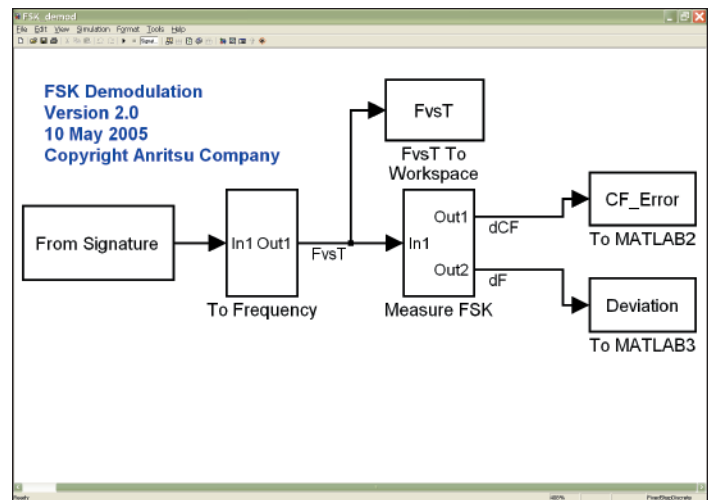 FSK_demod
File Edit View Simulation Format Tools Help
FSK Demodulation
Version 2.0
10 May 2005
Copyright Anritsu Company
FvsT
FvsT To
Workspace
From Signature
In1 Out1
To Frequency
FvsT
In1
Out1
Out2
Measure FSK
dCF
dF
CF_Error
To MATLAB2
Deviation
To MATLAB3
Ready